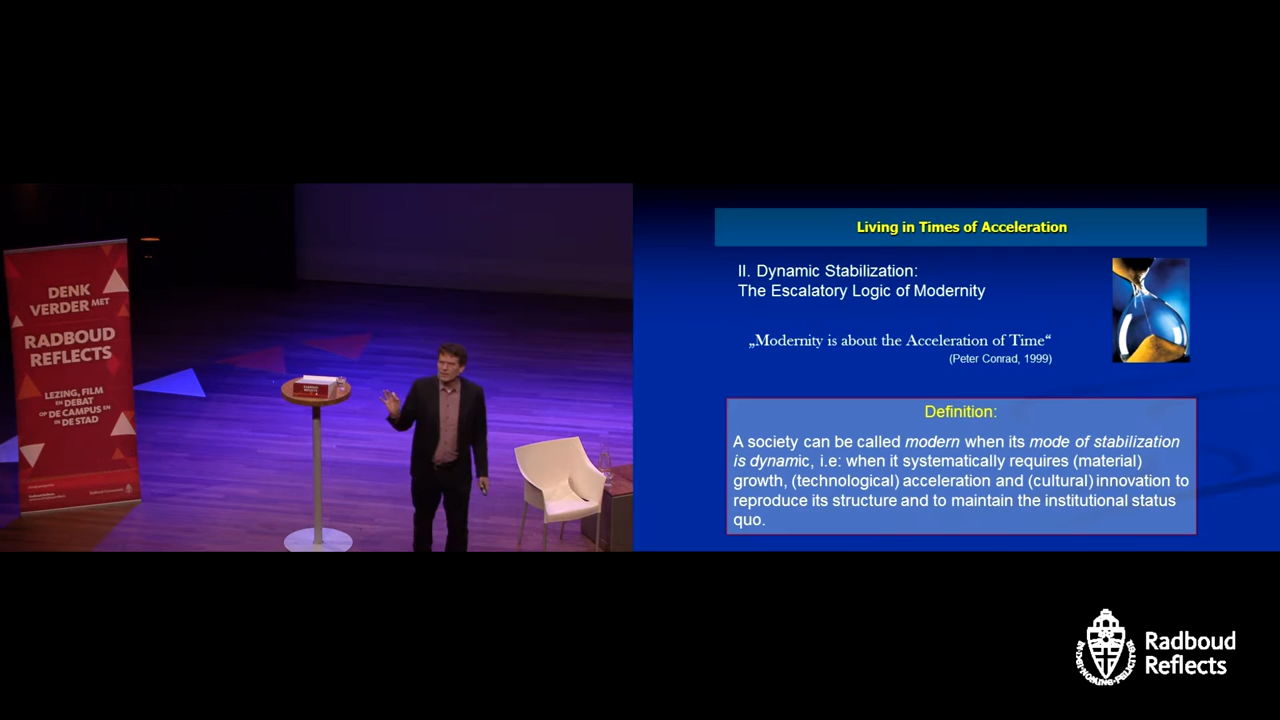 DENK
VERDER MET
RADBOUD
REFLECTS
LEZING, FILM
EN DEBAT
OP DE CAMPUS EN
IN DE STAD
Living in Times of Acceleration
II. Dynamic Stabilization:
The Escalatory Logic of Modernity
„Modernity is about the Acceleration of Time“
(Peter Conrad, 1999)
Definition:
A society can be called modern when its mode of stabilization
is dynamic, i.e: when it systematically requires (material)
growth, (technological) acceleration and (cultural) innovation to
reproduce its structure and to maintain the institutional status
quo.
Radboud
Reflects